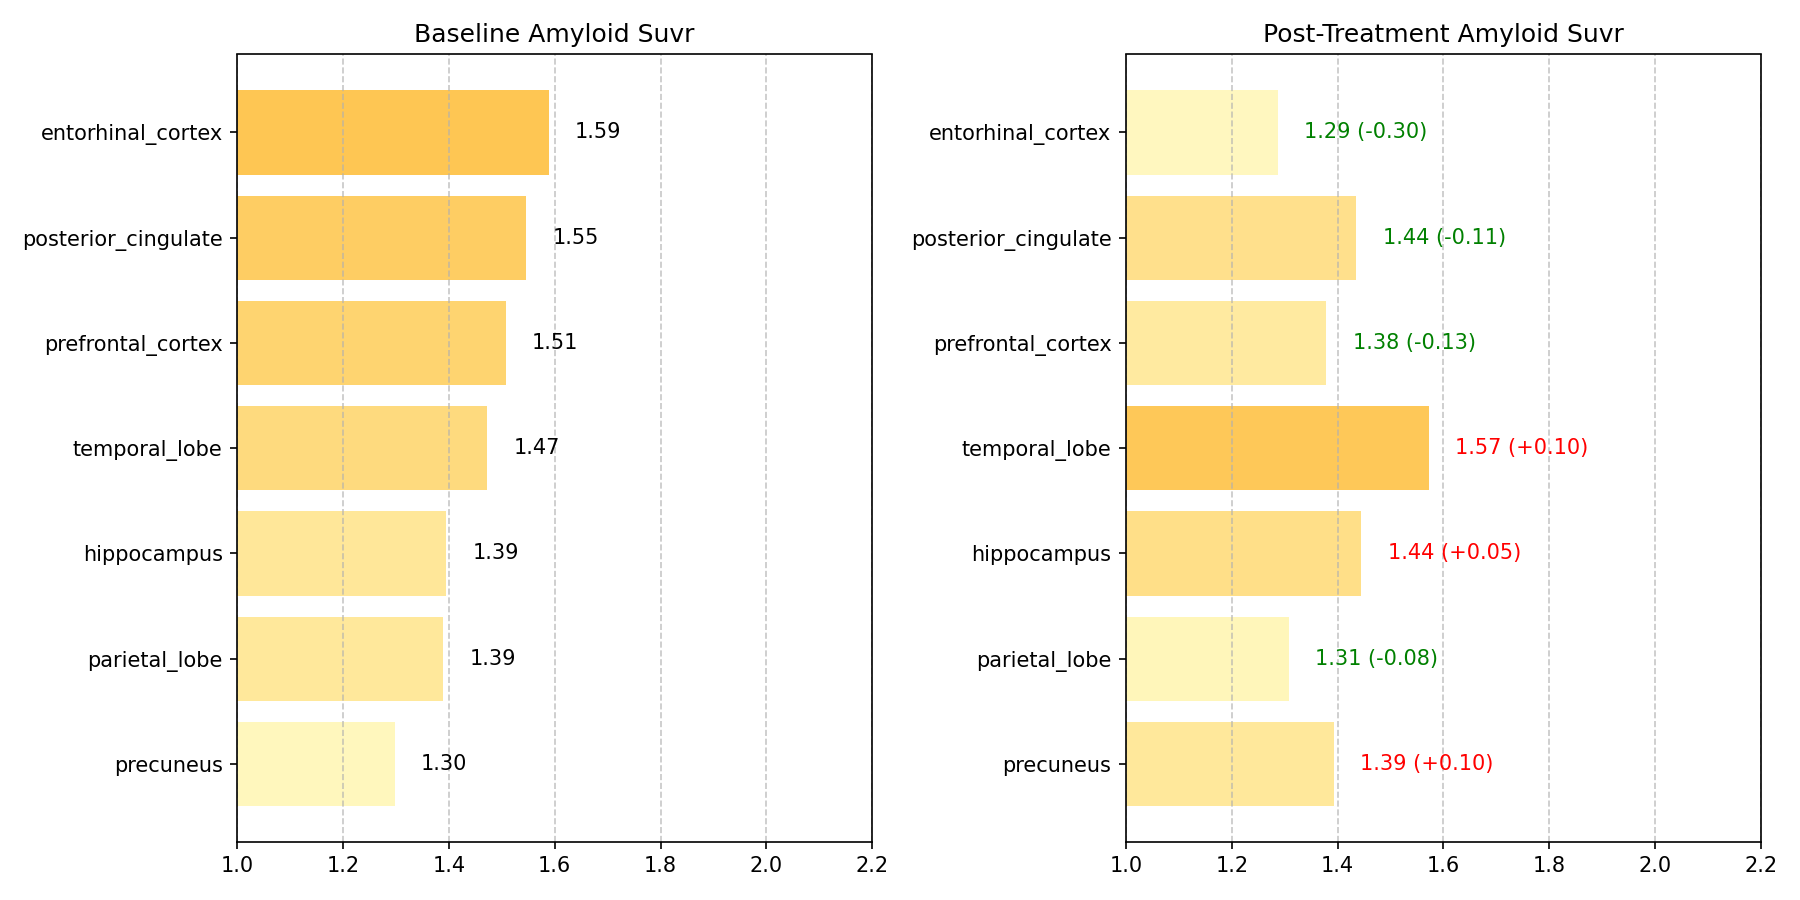 Baseline Amyloid Suvr
entorhinal_cortex 1.59
posterior_cingulate 1.55
prefrontal_cortex 1.51
temporal_lobe 1.47
hippocampus 1.39
parietal_lobe 1.39
precuneus 1.30
1.0 1.2 1.4 1.6 1.8 2.0 2.2
Post-Treatment Amyloid Suvr
entorhinal_cortex 1.29 (-0.30)
posterior_cingulate 1.44 (-0.11)
prefrontal_cortex 1.38 (-0.13)
temporal_lobe 1.57 (+0.10)
hippocampus 1.44 (+0.05)
parietal_lobe 1.31 (-0.08)
precuneus 1.39 (+0.10)
1.0 1.2 1.4 1.6 1.8 2.0 2.2